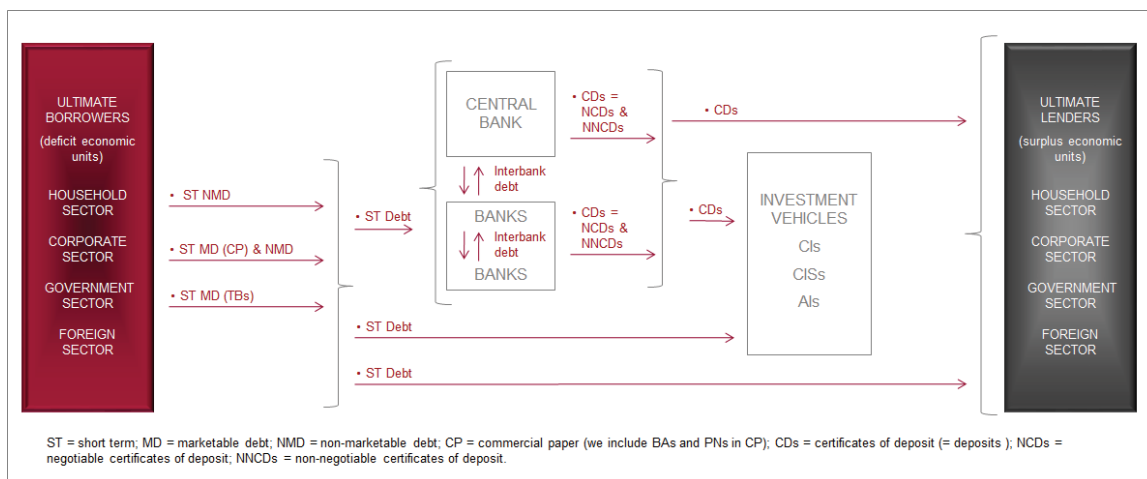 ULTIMATE
BORROWERS
(deficit economic
units)
HOUSEHOLD
SECTOR
CORPORATE
SECTOR
GOVERNMENT
SECTOR
FOREIGN
SECTOR
• ST NMD
• ST MD (CP) & NMD
• ST MD (TBs)
• ST Debt
CENTRAL
BANK
Interbank
debt
BANKS
Interbank
debt
BANKS
• CDs =
NCDs &
NNCDs
• CDs =
NCDs &
NNCDs
• CDs
• CDs
INVESTMENT
VEHICLES
CIs
CISs
AIs
• ST Debt
• ST Debt
ULTIMATE
LENDERS
(surplus economic
units)
HOUSEHOLD
SECTOR
CORPORATE
SECTOR
GOVERNMENT
SECTOR
FOREIGN
SECTOR
ST = short term; MD = marketable debt; NMD = non-marketable debt; CP = commercial paper (we include BAs and PNs in CP); CDs = certificates of deposit (= deposits ); NCDs =
negotiable certificates of deposit; NNCDs = non-negotiable certificates of deposit.